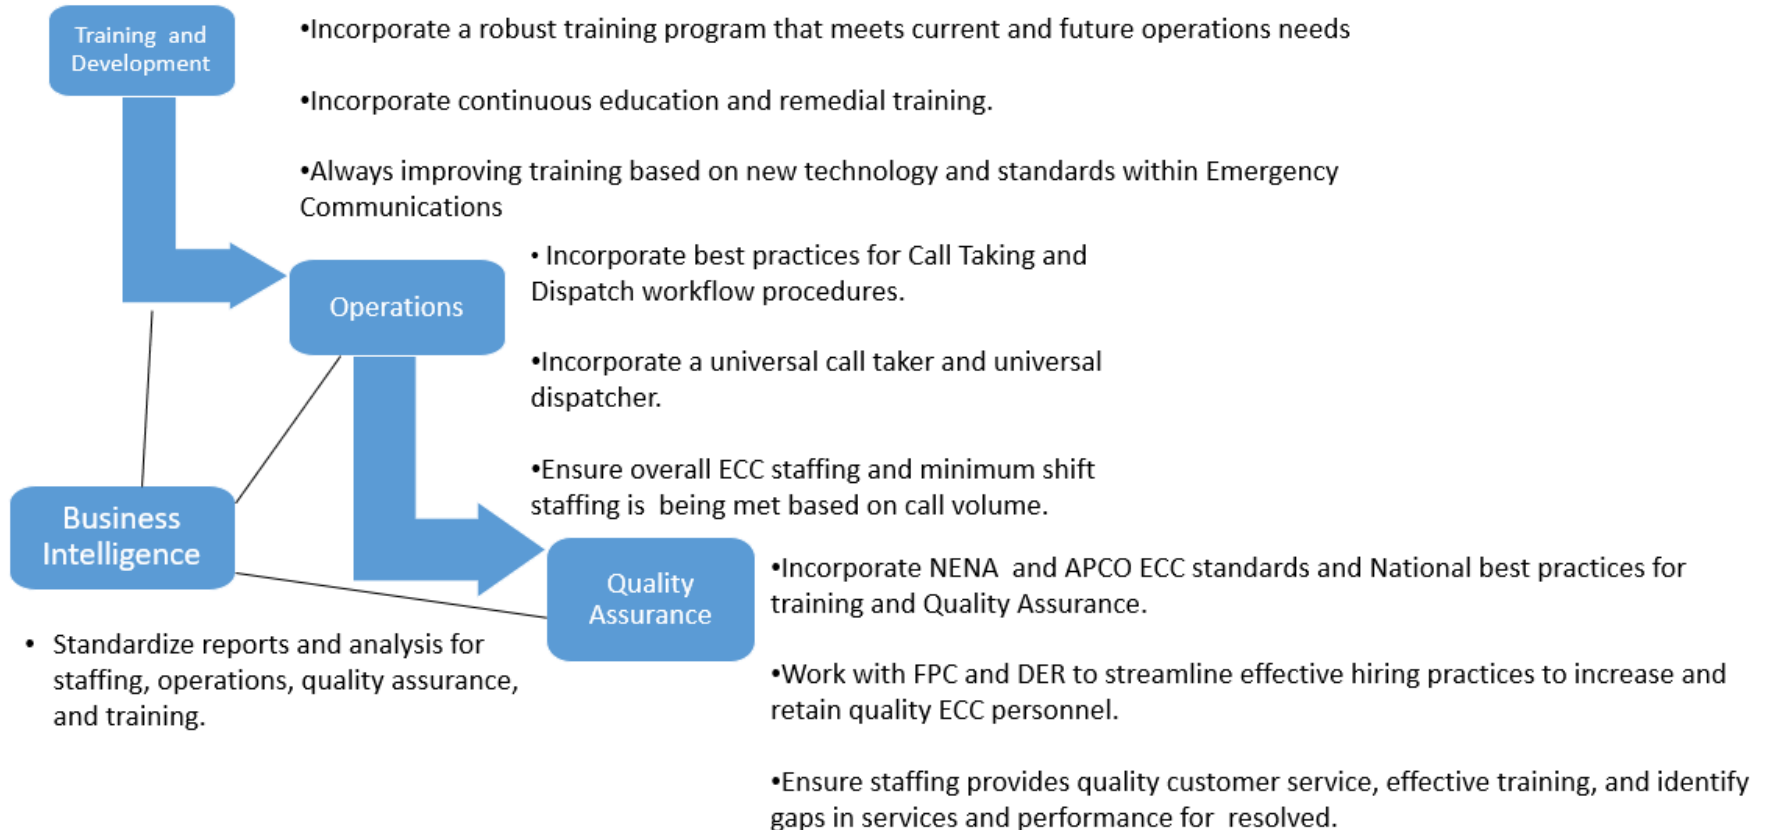 Training and
Development
•Incorporate a robust training program that meets current and future operations needs
•Incorporate continuous education and remedial training.
•Always improving training based on new technology and standards within Emergency
Communications
Operations
• Incorporate best practices for Call Taking and
Dispatch workflow procedures.
•Incorporate a universal call taker and universal
dispatcher.
•Ensure overall ECC staffing and minimum shift
staffing is being met based on call volume.
Business
Intelligence
• Standardize reports and analysis for
staffing, operations, quality assurance,
and training.
Quality
Assurance
•Incorporate NENA and APCO ECC standards and National best practices for
training and Quality Assurance.
•Work with FPC and DER to streamline effective hiring practices to increase and
retain quality ECC personnel.
•Ensure staffing provides quality customer service, effective training, and identify
gaps in services and performance for resolved.